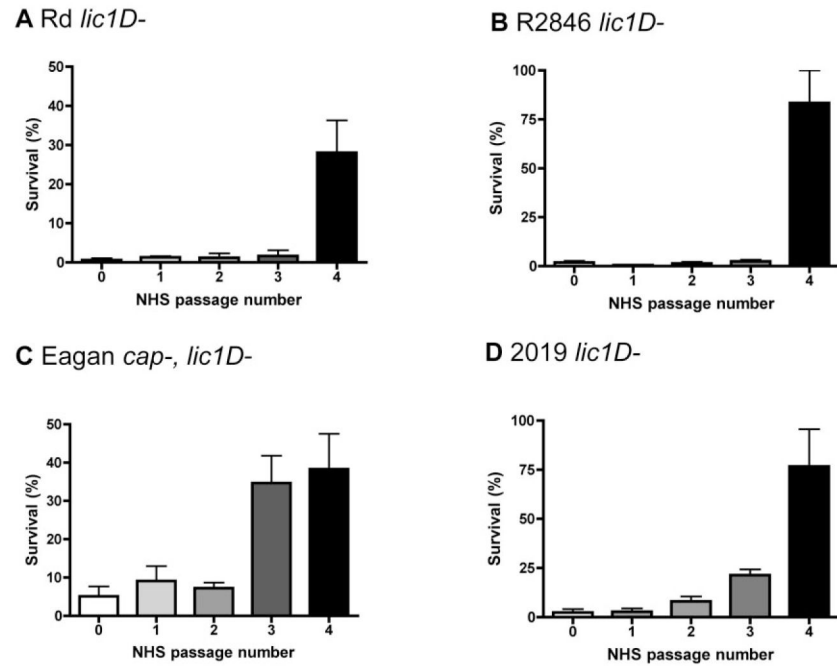 A Rd lic1D-
50
40
30
20
10
0
Survival (%)
0 1 2 3 4
NHS passage number
B R2846 lic1D-
100
75
50
25
0
Survival (%)
0 1 2 3 4
NHS passage number
C Eagan cap-, lic1D-
50
40
30
20
10
0
Survival (%)
0 1 2 3 4
NHS passage number
D 2019 lic1D-
100
75
50
25
0
Survival (%)
0 1 2 3 4
NHS passage number